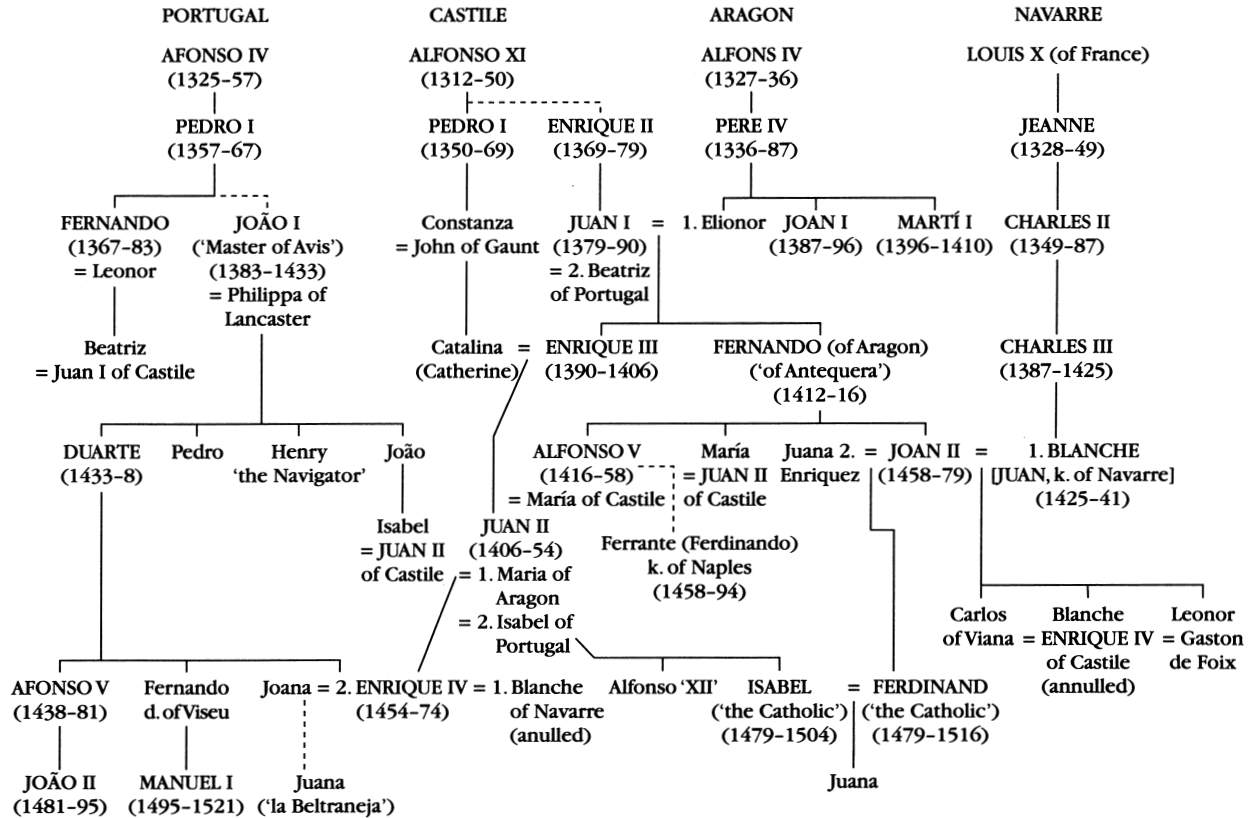 PORTUGAL CASTILE ARAGON NAVARRE
AFONSO IV ALFONSO XI ALFONS IV LOUIS X (of France)
(1325–57) (1312–50) (1327–36)
PEDRO I PEDRO I ENRIQUE II PERE IV JEANNE
(1357–67) (1350–69) (1369–79) (1336–87) (1328–49)
FERNANDO JOÃO I Constanza JUAN I = 1. Elionor JOAN I MARTÍ I CHARLES II
(1367–83) (‘Master of Avis’) = John of Gaunt (1379–90) (1387–96) (1396–1410) (1349–87)
= Leonor (1383–1433) = 2. Beatriz
= Philippa of of Portugal
Lancaster
Beatriz Catalina = ENRIQUE III FERNANDO (of Aragon) CHARLES III
= Juan I of Castile (Catherine) (1390–1406) (‘of Antequera’) (1387–1425)
(1412–16)
DUARTE Pedro Henry João ALFONSO V María Juana 2. = JOAN II = 1. BLANCHE
(1433–8) ‘the Navigator’ (1416–58) = JUAN II Enriquez (1458–79) [JUAN, k. of Navarre]
= María of Castile of Castile (1425–41)
Isabel JUAN II Ferrante (Ferdinando)
= JUAN II (1406–54) k. of Naples
of Castile = 1. Maria of (1458–94)
Aragon Carlos Blanche Leonor
= 2. Isabel of of Viana = ENRIQUE IV = Gaston
Portugal of Castile de Foix
(annulled)
AFONSO V Fernando Joana = 2. ENRIQUE IV = 1. Blanche Alfonso ‘XII’ ISABEL = FERDINAND
(1438–81) d. of Viseu (1454–74) of Navarre (‘the Catholic’) (‘the Catholic’)
(anulled) (1479–1504) (1479–1516)
JOÃO II MANUEL I Juana Juana
(1481–95) (1495–1521) (‘la Beltraneja’)